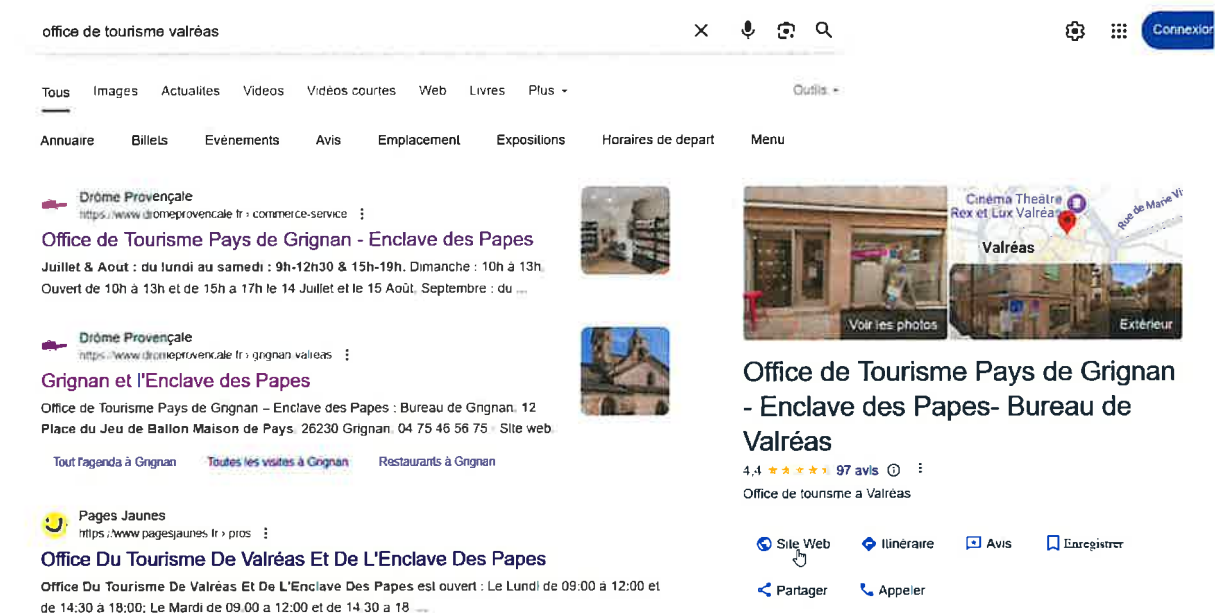 office de tourisme valréas
Connexion
Tous Images Actualites Videos Vidéos courtes Web Livres Plus
Outils
Annuaire Billets Evénements Avis Emplacement Expositions Horaires de depart Menu
Drôme Provençale
https://www.dromeprovencale.fr › commerce-service
Office de Tourisme Pays de Grignan - Enclave des Papes
Juillet & Aout : du lundi au samedi : 9h-12h30 & 15h-19h. Dimanche : 10h à 13h.
Ouvert de 10h à 13h et de 15h a 17h le 14 Juillet et le 15 Août. Septembre : du ...
Drôme Provençale
https://www.dromeprovencale.fr › grignan-valreas
Grignan et l'Enclave des Papes
Office de Tourisme Pays de Grignan – Enclave des Papes : Bureau de Grignan. 12
Place du Jeu de Ballon Maison de Pays. 26230 Grignan. 04 75 46 56 75 · Site web.
Tout l'agenda à Grignan Toutes les visites à Grignan Restaurants à Grignan
Pages Jaunes
https://www.pagesjaunes.fr › pros
Office Du Tourisme De Valréas Et De L'Enclave Des Papes
Office Du Tourisme De Valréas Et De L'Enclave Des Papes est ouvert : Le Lundi de 09:00 à 12:00 et
de 14:30 à 18:00; Le Mardi de 09.00 a 12:00 et de 14 30 a 18 ...
Cinéma Theâtre
Rex et Lux Valréas
Rue de Marie Vi
Valréas
Voir les photos
Extérieur
Office de Tourisme Pays de Grignan
- Enclave des Papes- Bureau de
Valréas
4,4 97 avis
Office de tourisme a Valréas
Site Web Itinéraire Avis Enregistrer
Partager Appeler